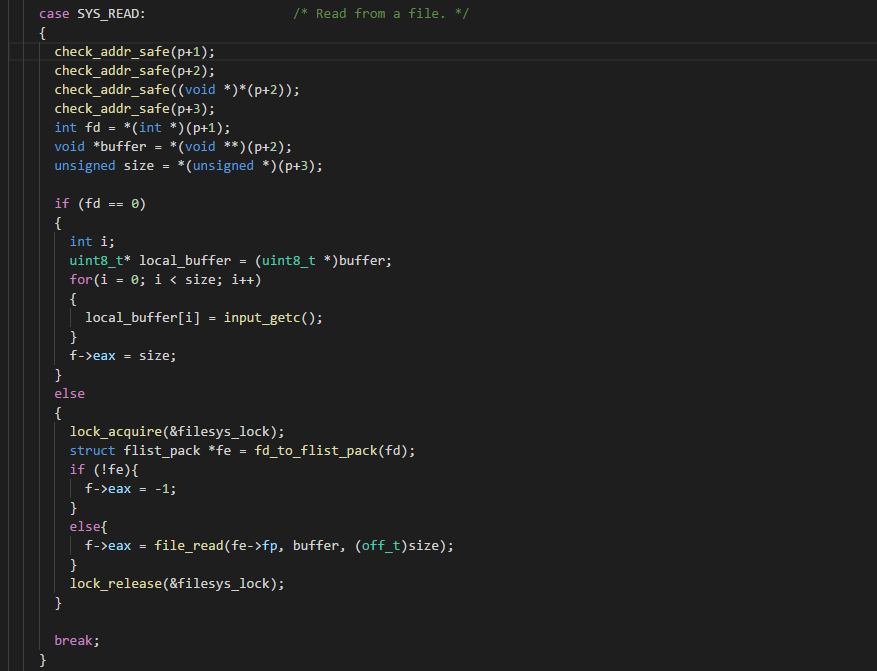 case SYS_READ:                   /* Read from a file. */
{
  check_addr_safe(p+1);
  check_addr_safe(p+2);
  check_addr_safe((void *)*(p+2));
  check_addr_safe(p+3);
  int fd = *(int *)(p+1);
  void *buffer = *(void **)(p+2);
  unsigned size = *(unsigned *)(p+3);

  if (fd == 0)
  {
    int i;
    uint8_t* local_buffer = (uint8_t *)buffer;
    for(i = 0; i < size; i++)
    {
      local_buffer[i] = input_getc();
    }
    f->eax = size;
  }
  else
  {
    lock_acquire(&filesys_lock);
    struct flist_pack *fe = fd_to_flist_pack(fd);
    if (!fe){
      f->eax = -1;
    }
    else{
      f->eax = file_read(fe->fp, buffer, (off_t)size);
    }
    lock_release(&filesys_lock);
  }

  break;
}